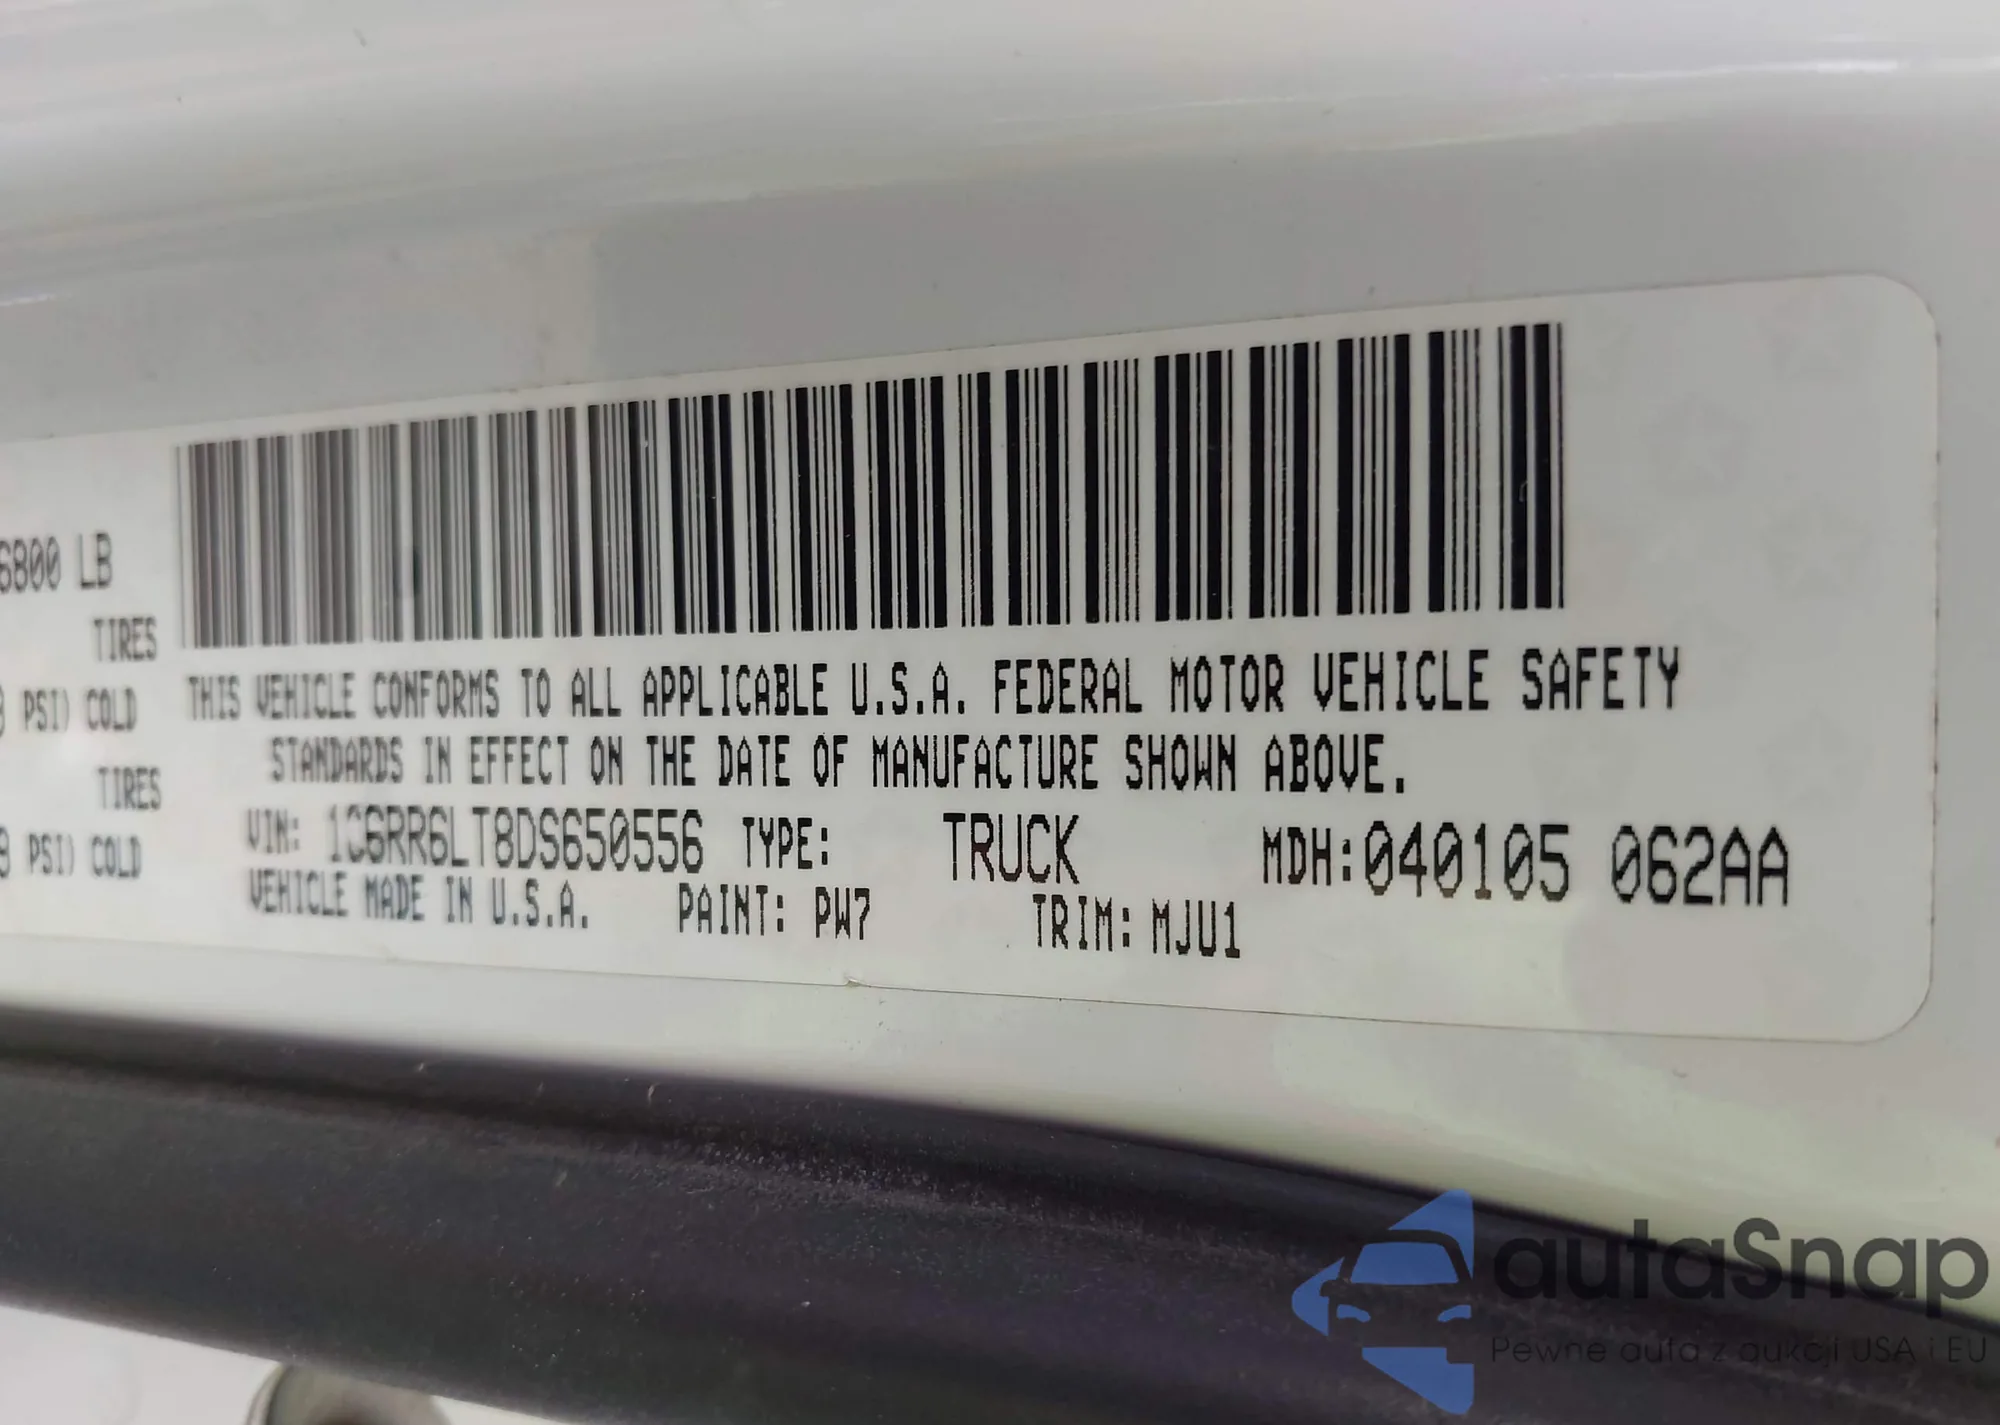 6800 LB
TIRES
PSI) COLD
TIRES
PSI) COLD
THIS VEHICLE CONFORMS TO ALL APPLICABLE U.S.A. FEDERAL MOTOR VEHICLE SAFETY
STANDARDS IN EFFECT ON THE DATE OF MANUFACTURE SHOWN ABOVE.
VIN: 1C6RR6LT8DS650556 TYPE: TRUCK MDH:040105 062AA
VEHICLE MADE IN U.S.A. PAINT: PW7 TRIM: MJU1
autaSnap
Pewne auta z aukcji USA i EU